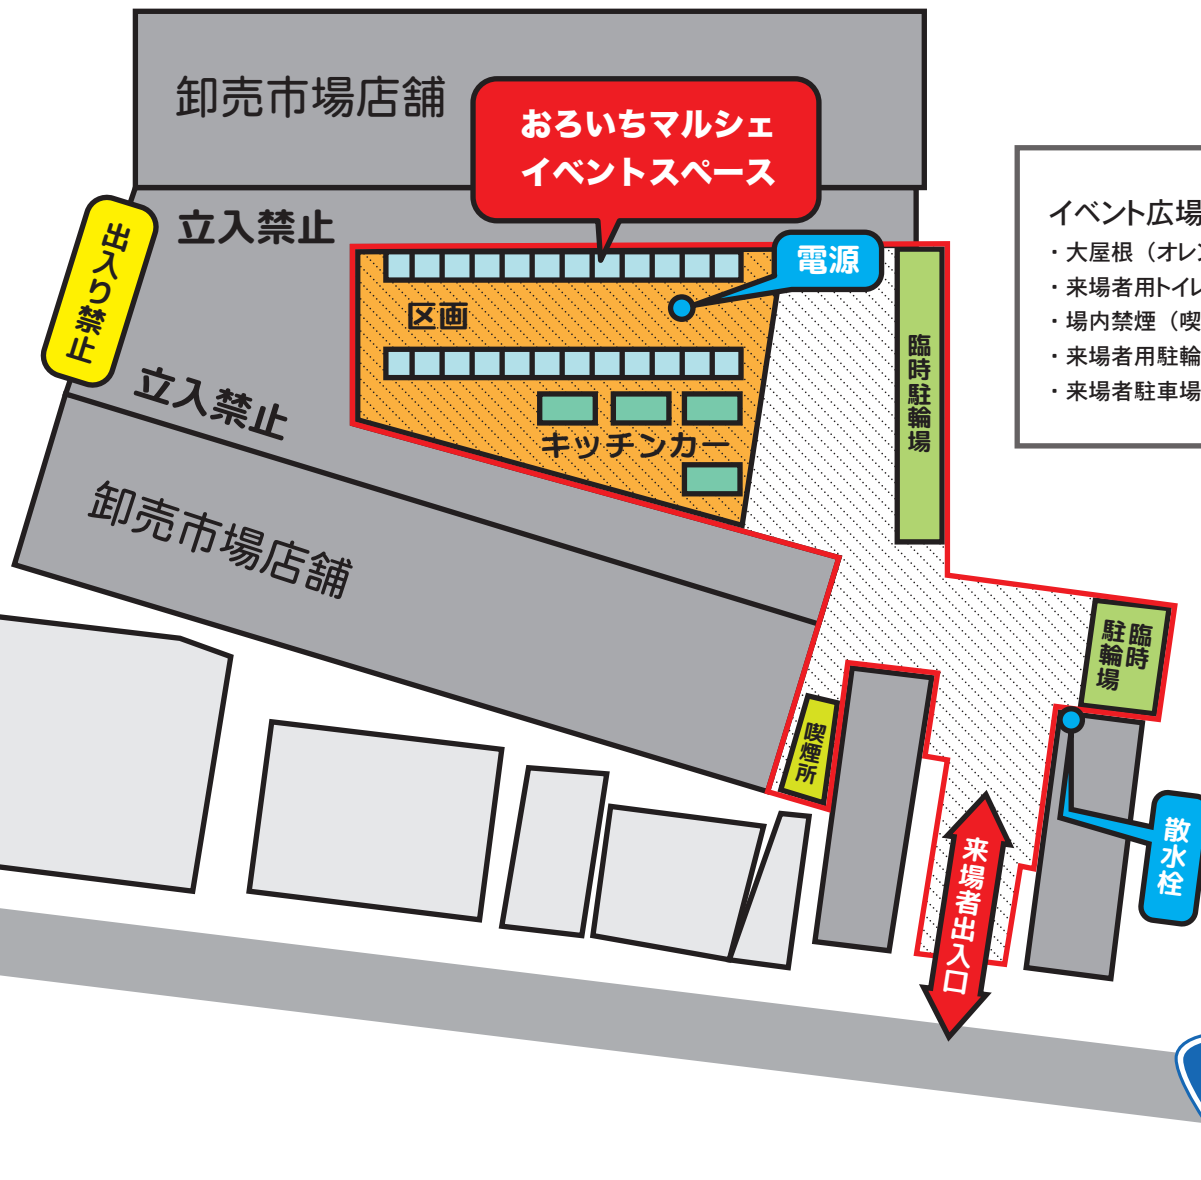 卸売市場店舗
おろいちマルシェ
イベントスペース
立入禁止
出入り禁止
電源
区画
臨時駐輪場
立入禁止
キッチンカー
卸売市場店舗
イベント広場
・大屋根（オレン
・来場者用トイレ
・場内禁煙（喫
・来場者用駐輪
・来場者駐車場
臨時
駐輪場
喫煙所
散水栓
来場者出入口